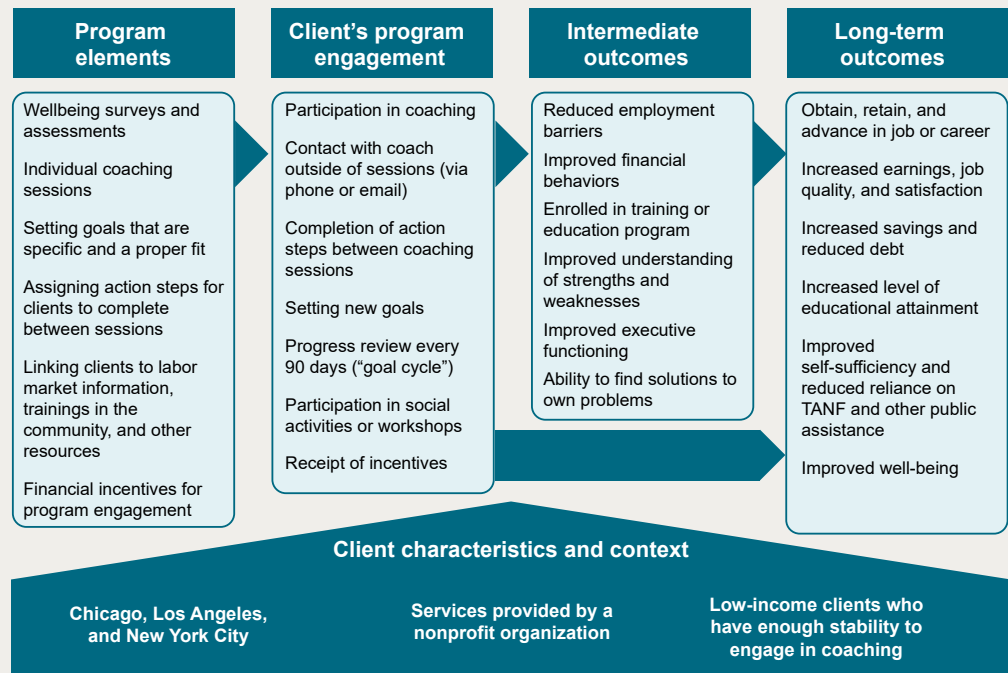 Program
elements
Wellbeing surveys and
assessments
Individual coaching
sessions
Setting goals that are
specific and a proper fit
Assigning action steps for
clients to complete
between sessions
Linking clients to labor
market information,
trainings in the
community, and other
resources
Financial incentives for
program engagement
Client’s program
engagement
Participation in coaching
Contact with coach
outside of sessions (via
phone or email)
Completion of action
steps between coaching
sessions
Setting new goals
Progress review every
90 days (“goal cycle”)
Participation in social
activities or workshops
Receipt of incentives
Intermediate
outcomes
Reduced employment
barriers
Improved financial
behaviors
Enrolled in training or
education program
Improved understanding
of strengths and
weaknesses
Improved executive
functioning
Ability to find solutions to
own problems
Long-term
outcomes
Obtain, retain, and
advance in job or career
Increased earnings, job
quality, and satisfaction
Increased savings and
reduced debt
Increased level of
educational attainment
Improved
self-sufficiency and
reduced reliance on
TANF and other public
assistance
Improved well-being
Client characteristics and context
Chicago, Los Angeles,
and New York City
Services provided by a
nonprofit organization
Low-income clients who
have enough stability to
engage in coaching